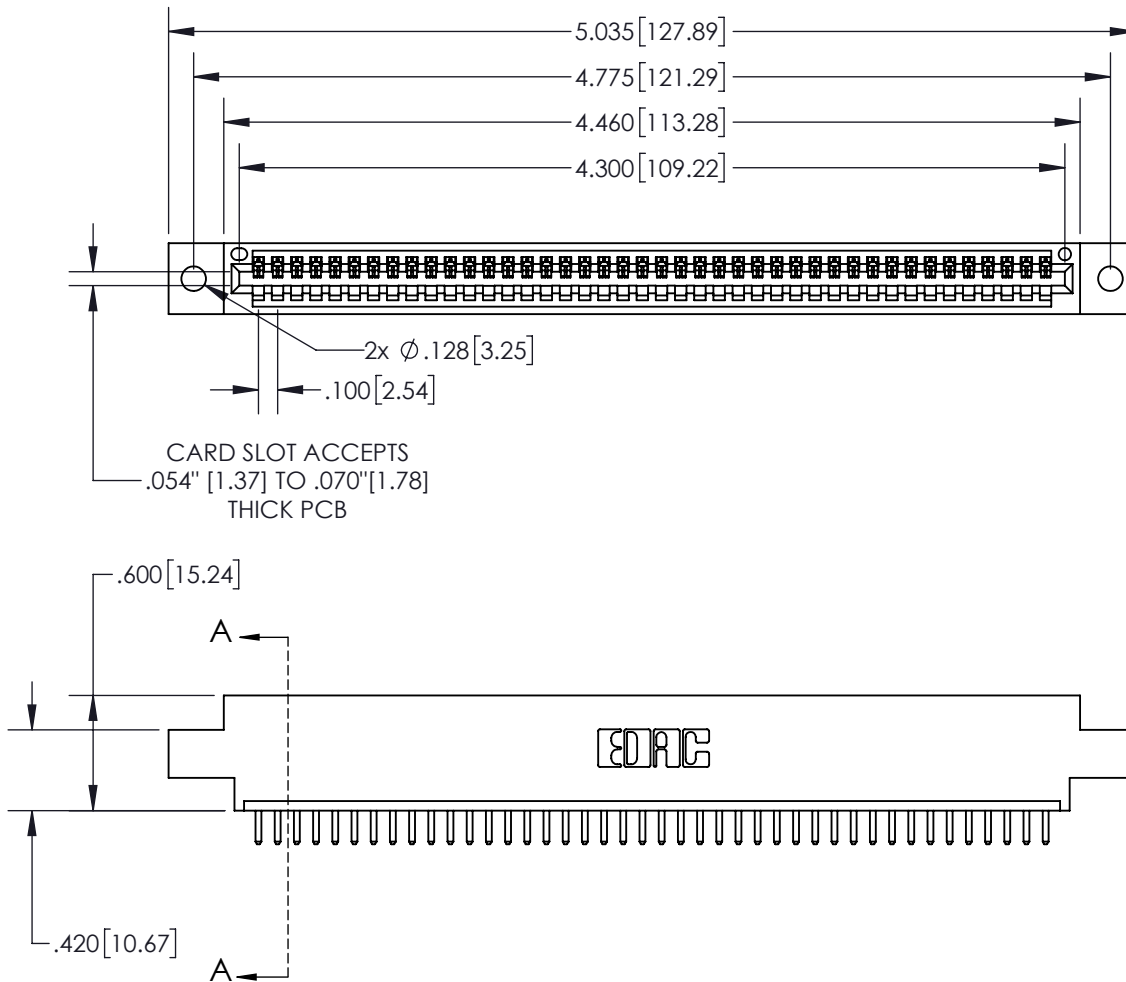 5.035[127.89]
4.775[121.29]
4.460[113.28]
4.300[109.22]
2x Ø.128[3.25]
.100[2.54]
CARD SLOT ACCEPTS
.054" [1.37] TO .070"[1.78]
THICK PCB
.600[15.24]
A
EDAC
.420[10.67]
A